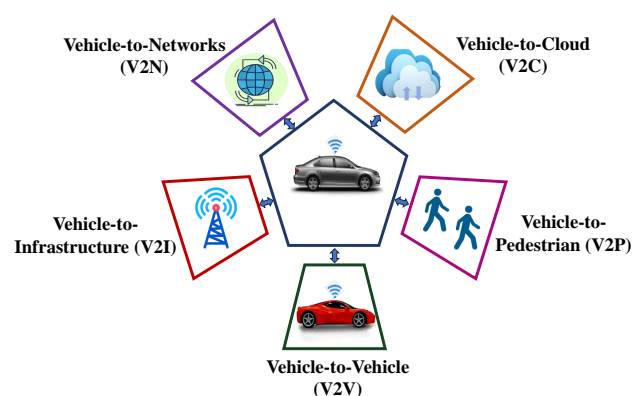 Vehicle-to-Networks
(V2N)
Vehicle-to-Cloud
(V2C)
Vehicle-to-
Infrastructure (V2I)
Vehicle-to-
Pedestrian (V2P)
Vehicle-to-Vehicle
(V2V)